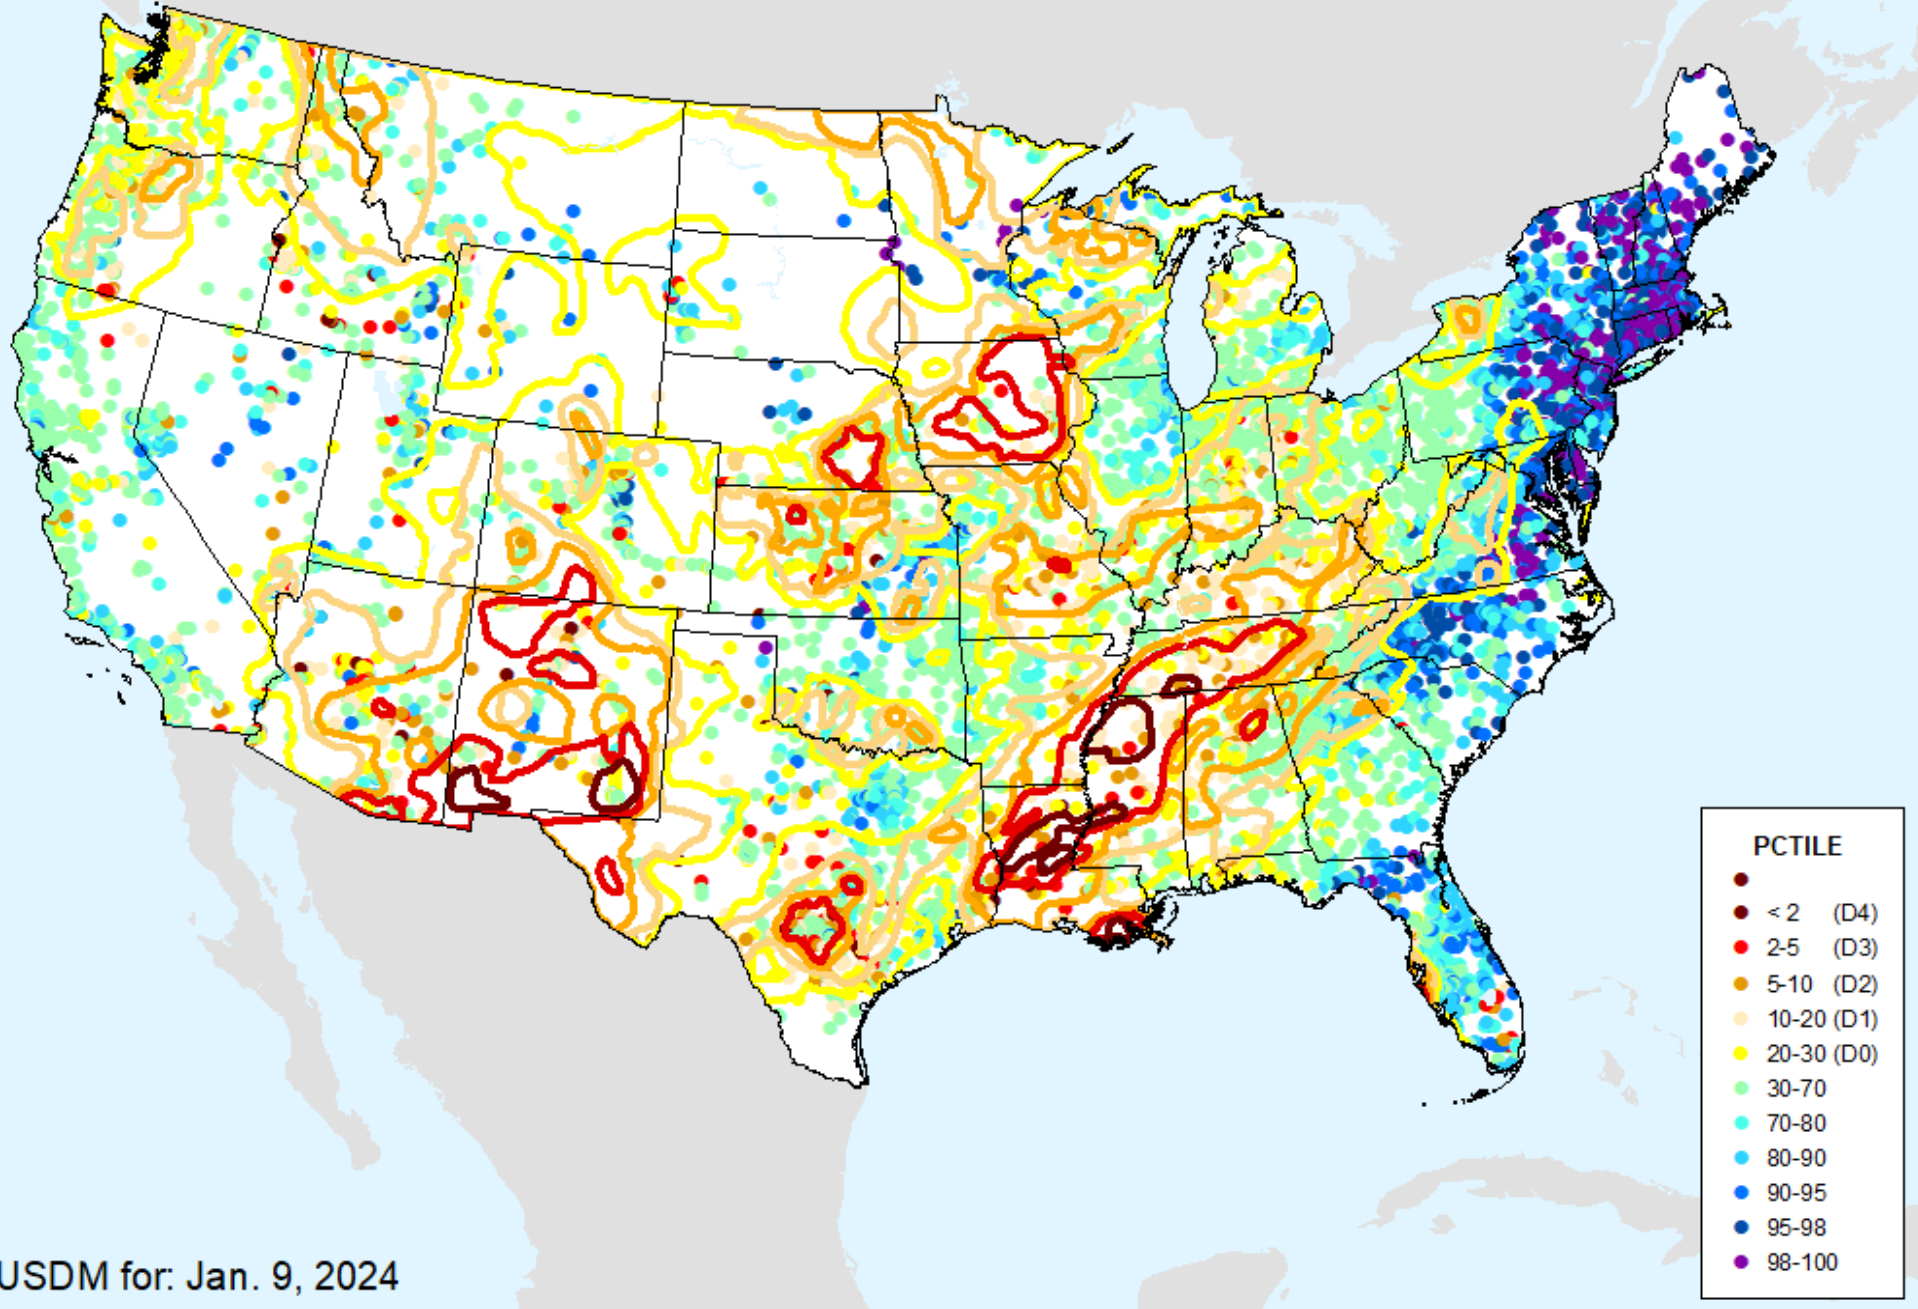 PCTILE
< 2 (D4)
2-5 (D3)
5-10 (D2)
10-20 (D1)
20-30 (D0)
30-70
70-80
80-90
90-95
95-98
98-100
USDM for: Jan. 9, 2024